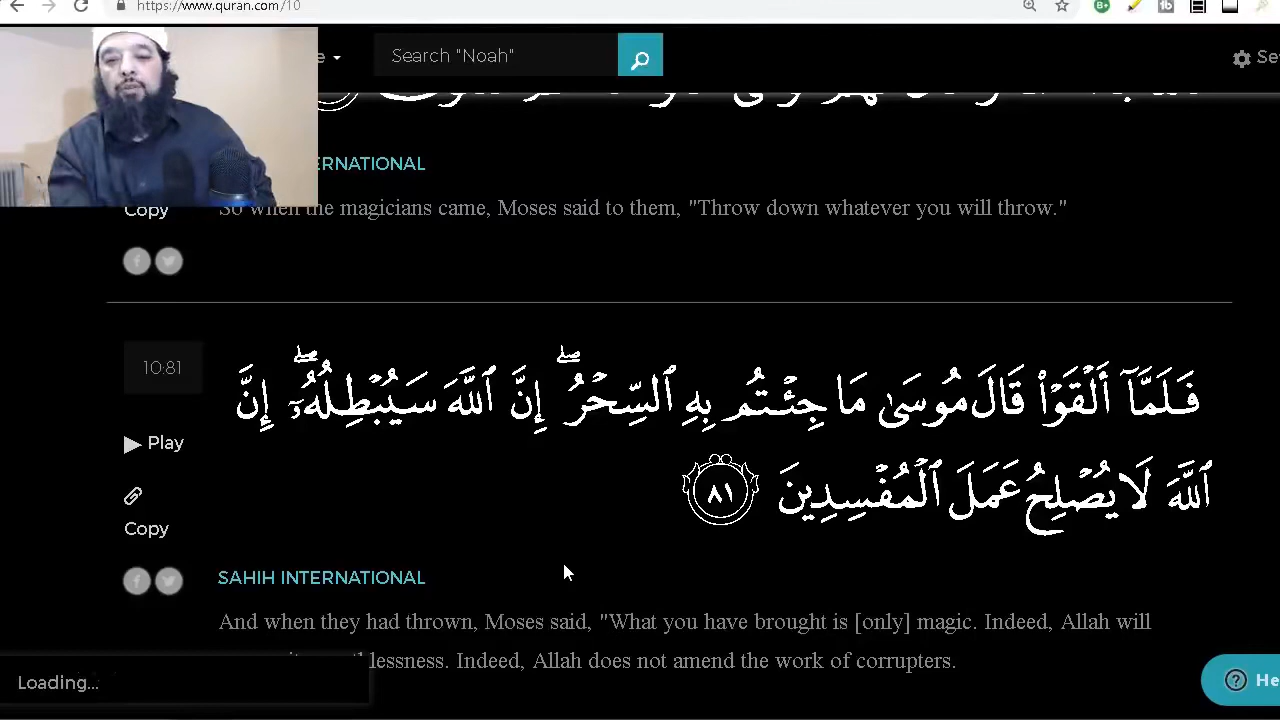 https://www.quran.com/10
Search "Noah"
INTERNATIONAL
Copy
So when the magicians came, Moses said to them, "Throw down whatever you will throw."
10:81
فَلَمَّآ أَلْقَوْا۟ قَالَ مُوسَىٰ مَا جِئْتُم بِهِ ٱلسِّحْرُ ۖ إِنَّ ٱللَّهَ سَيُبْطِلُهُۥٓ ۖ إِنَّ
ٱللَّهَ لَا يُصْلِحُ عَمَلَ ٱلْمُفْسِدِينَ ٨١
Play
Copy
SAHIH INTERNATIONAL
And when they had thrown, Moses said, "What you have brought is [only] magic. Indeed, Allah will
Indeed, Allah does not amend the work of corrupters.
Loading...